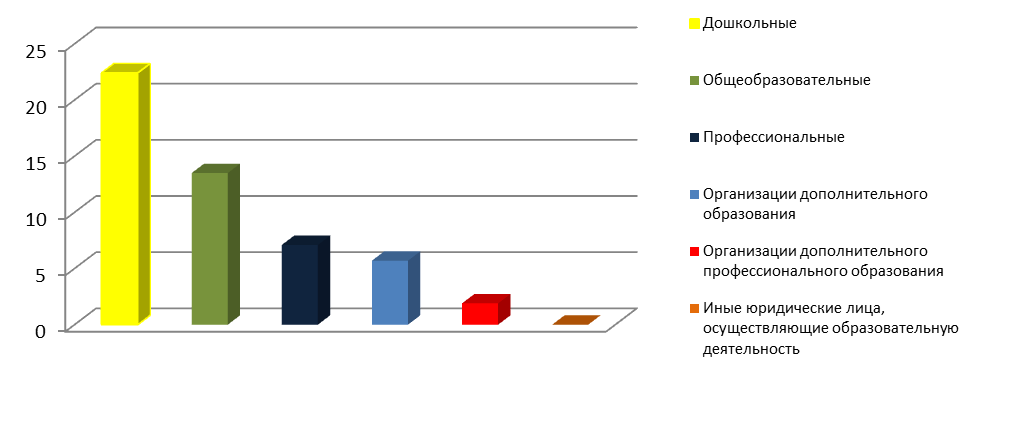 25
20
15
10
5
0
Дошкольные
Общеобразовательные
Профессиональные
Организации дополнительного
образования
Организации дополнительного
профессионального образования
Иные юридические лица,
осуществляющие образовательную
деятельность